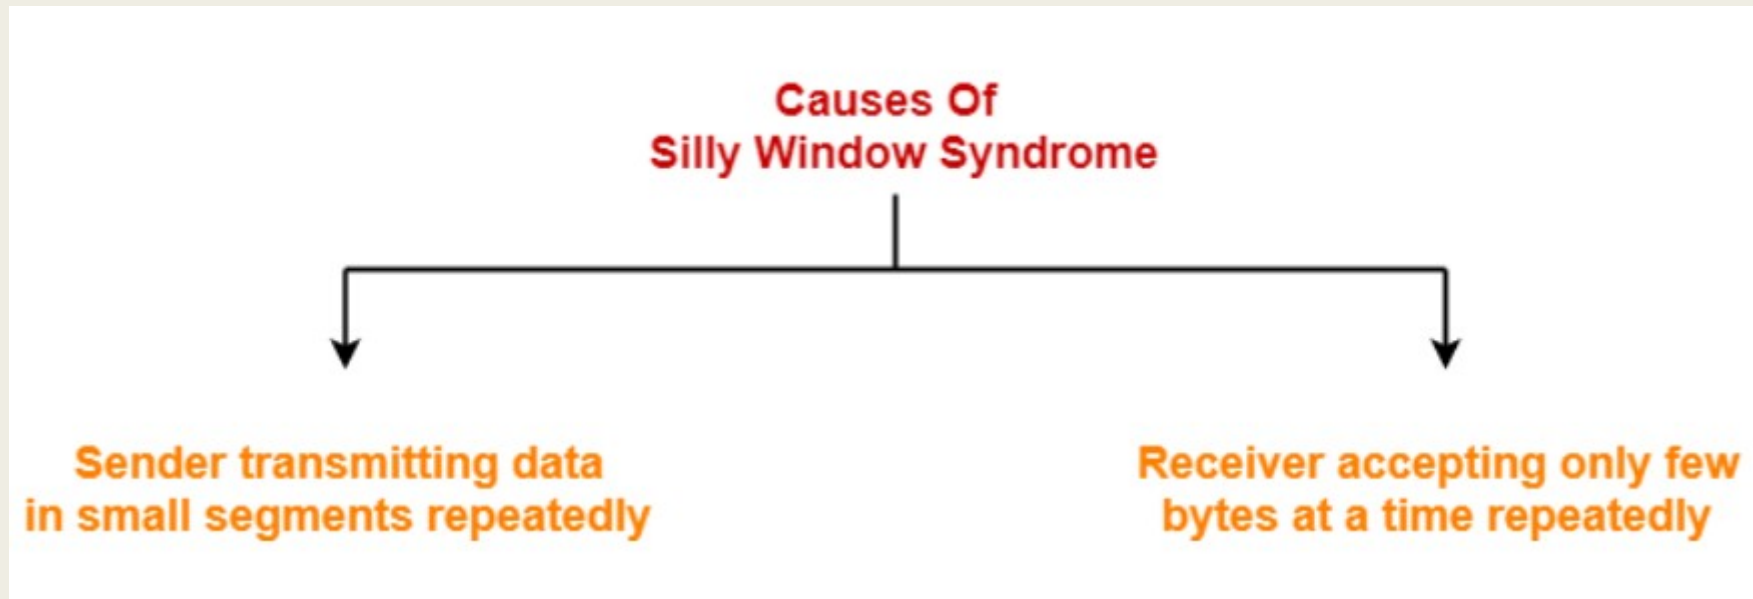 Causes Of
Silly Window Syndrome
Sender transmitting data
in small segments repeatedly
Receiver accepting only few
bytes at a time repeatedly